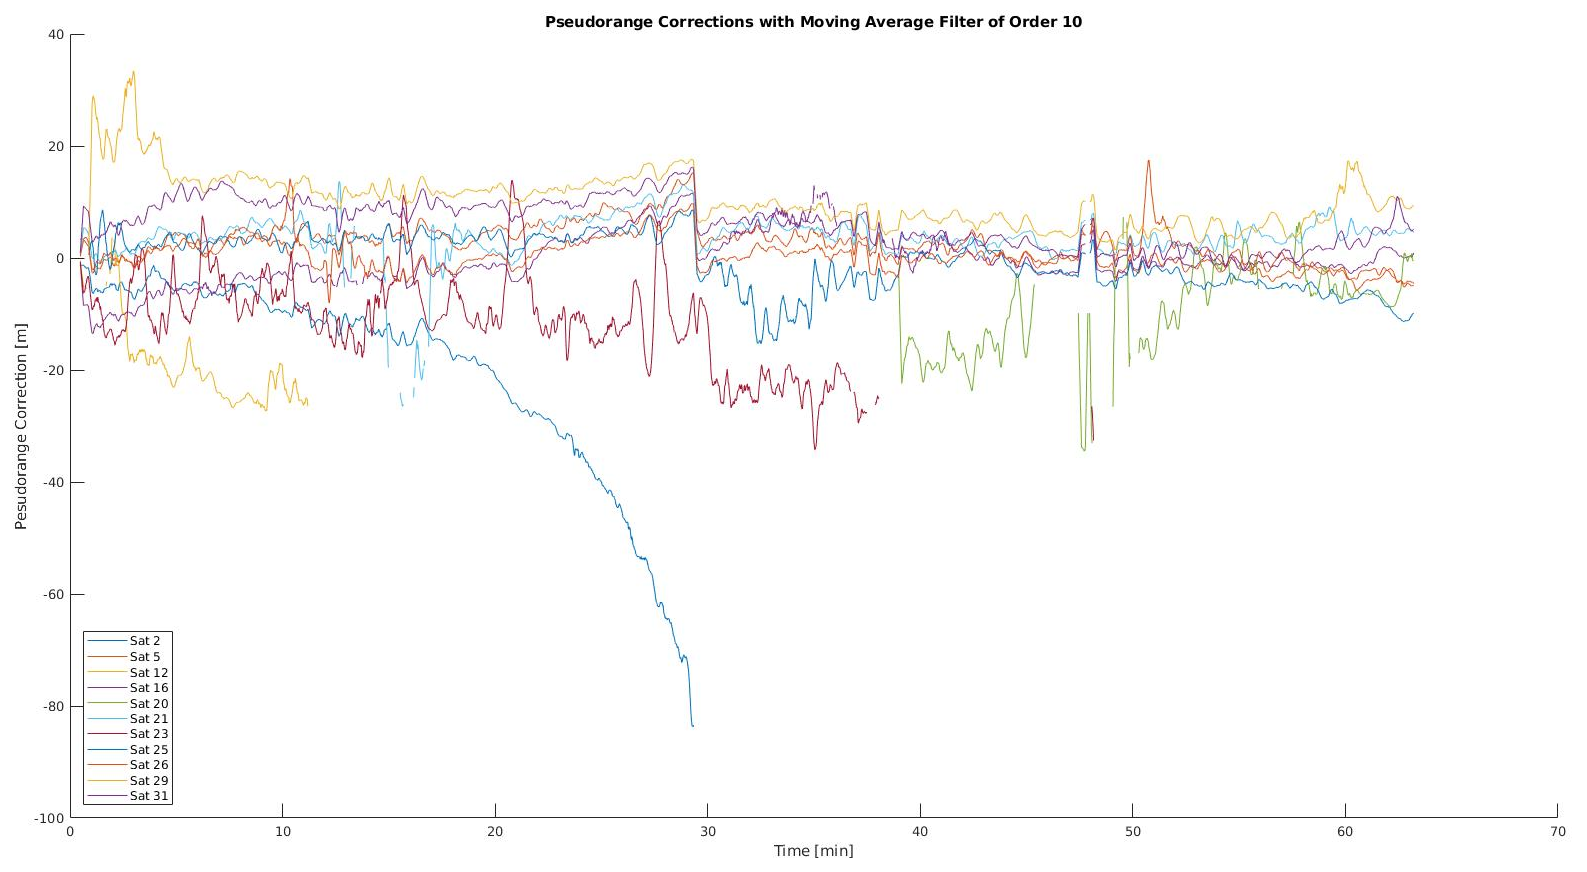 Pseudorange Corrections with Moving Average Filter of Order 10
40
20
0
-20
-40
-60
-80
-100
Pesudorange Correction [m]
Sat 2
Sat 5
Sat 12
Sat 16
Sat 20
Sat 21
Sat 23
Sat 25
Sat 26
Sat 29
Sat 31
0 10 20 30 40 50 60 70
Time [min]